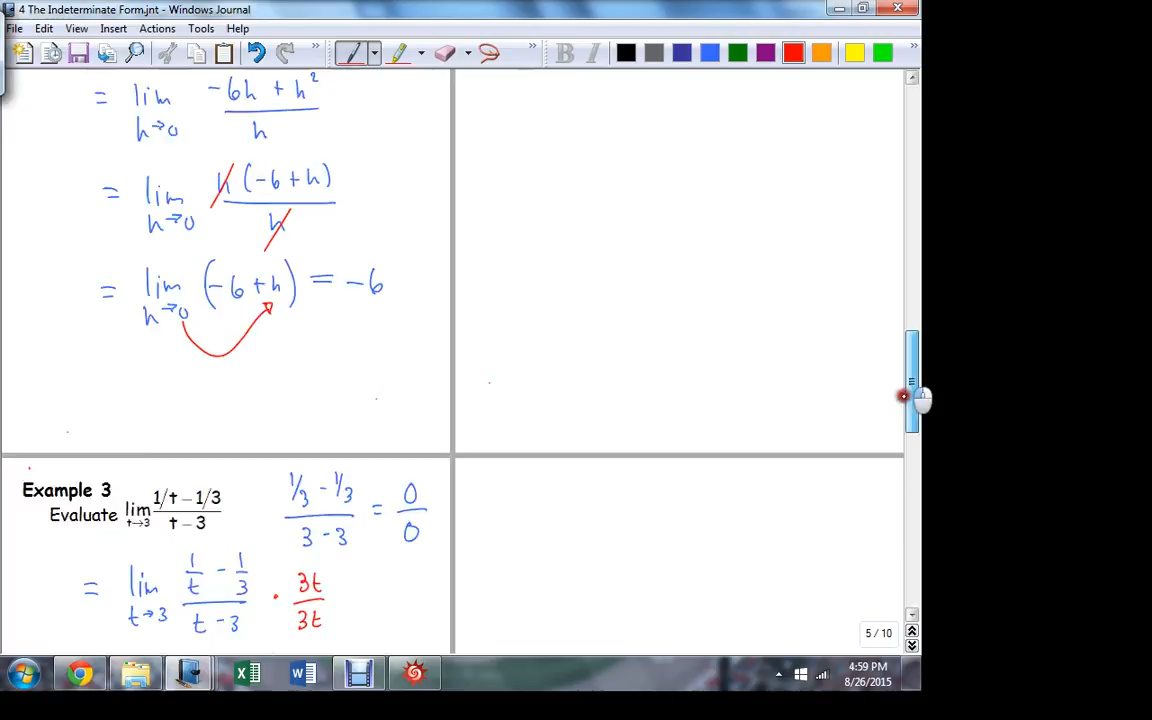 4 The Indeterminate Form.jnt - Windows Journal
File Edit View Insert Actions Tools Help
B I
= lim h→0 (-6h + h²)/h
= lim h→0 h(-6 + h)/h
= lim h→0 (-6 + h) = -6
Example 3
Evaluate lim t→3 (1/t – 1/3)/(t – 3)
(1/3 - 1/3)/(3 - 3) = 0/0
= lim t→3 (1/t - 1/3)/(t - 3) · 3t/3t
5 / 10
4:59 PM
8/26/2015